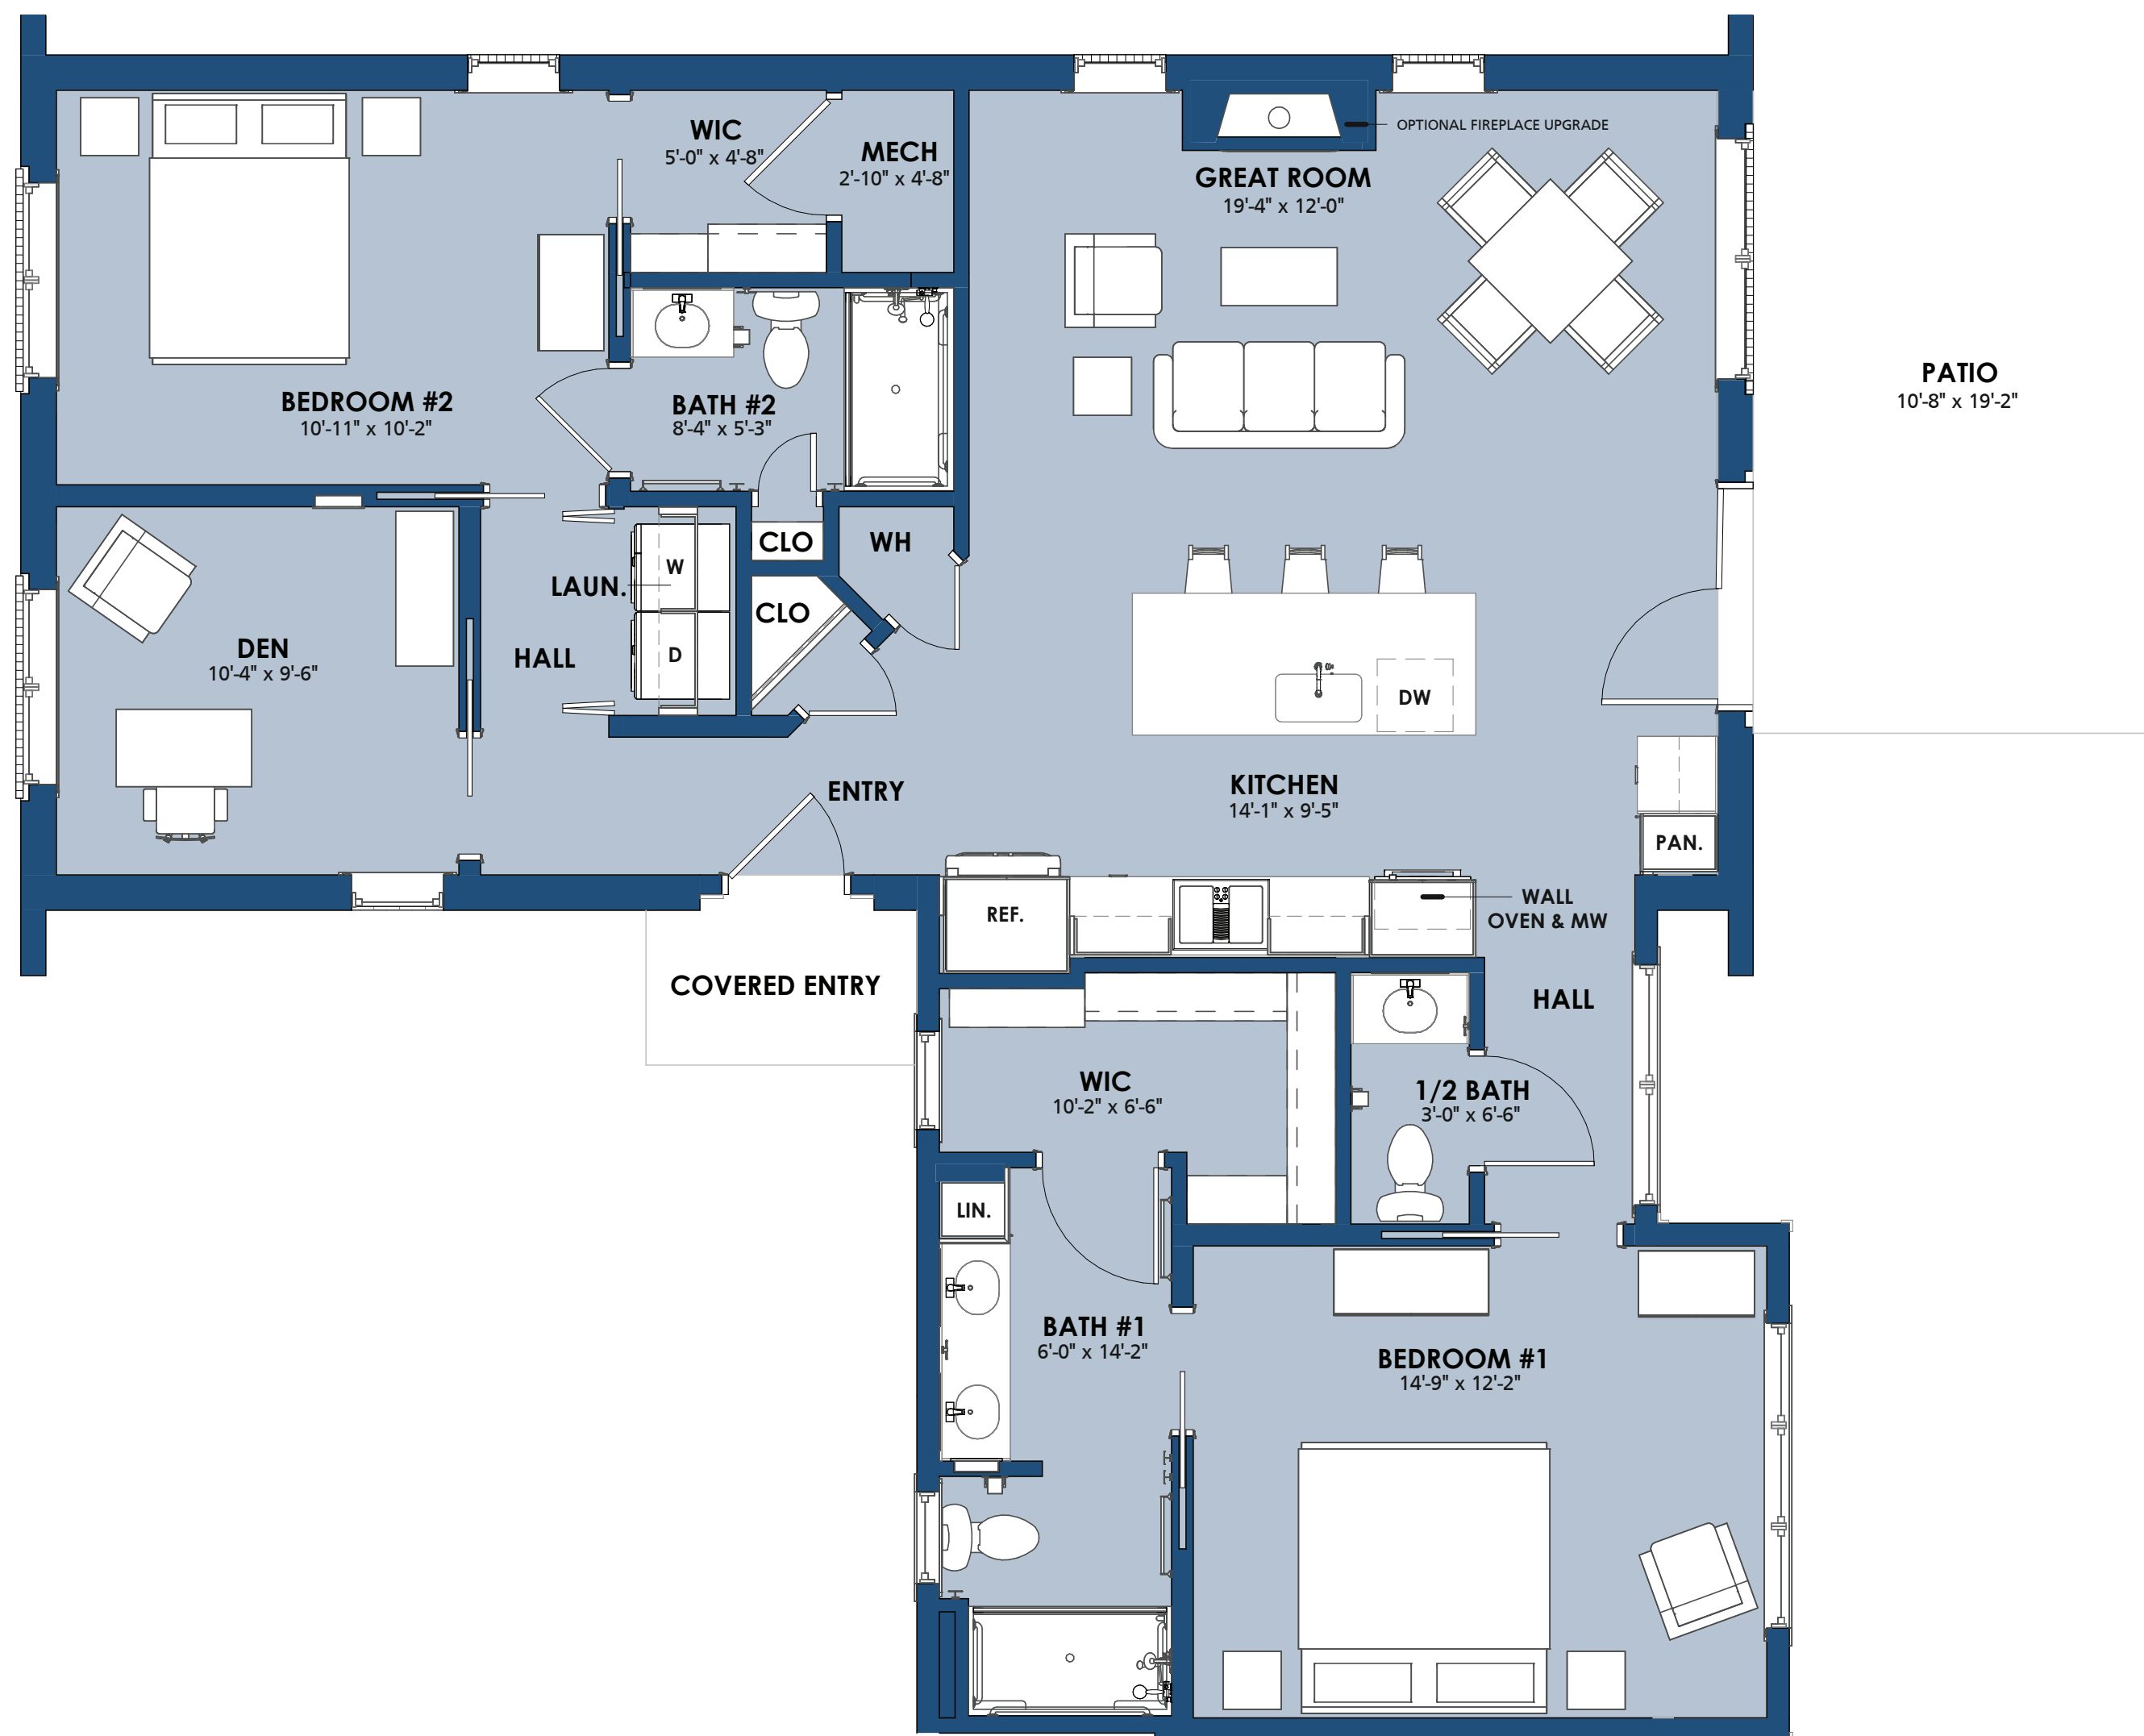 WIC
5'-0" x 4'-8"
MECH
2'-10" x 4'-8"
OPTIONAL FIREPLACE UPGRADE
GREAT ROOM
19'-4" x 12'-0"
PATIO
10'-8" x 19'-2"
BEDROOM #2
10'-11" x 10'-2"
BATH #2
8'-4" x 5'-3"
CLO
WH
W
LAUN.
CLO
DEN
10'-4" x 9'-6"
HALL
D
DW
ENTRY
KITCHEN
14'-1" x 9'-5"
PAN.
REF.
WALL
OVEN & MW
COVERED ENTRY
HALL
WIC
10'-2" x 6'-6"
1/2 BATH
3'-0" x 6'-6"
LIN.
BATH #1
6'-0" x 14'-2"
BEDROOM #1
14'-9" x 12'-2"